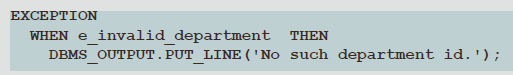 EXCEPTION
WHEN e_invalid_department  THEN
DBMS_OUTPUT.PUT_LINE('No such department id.');